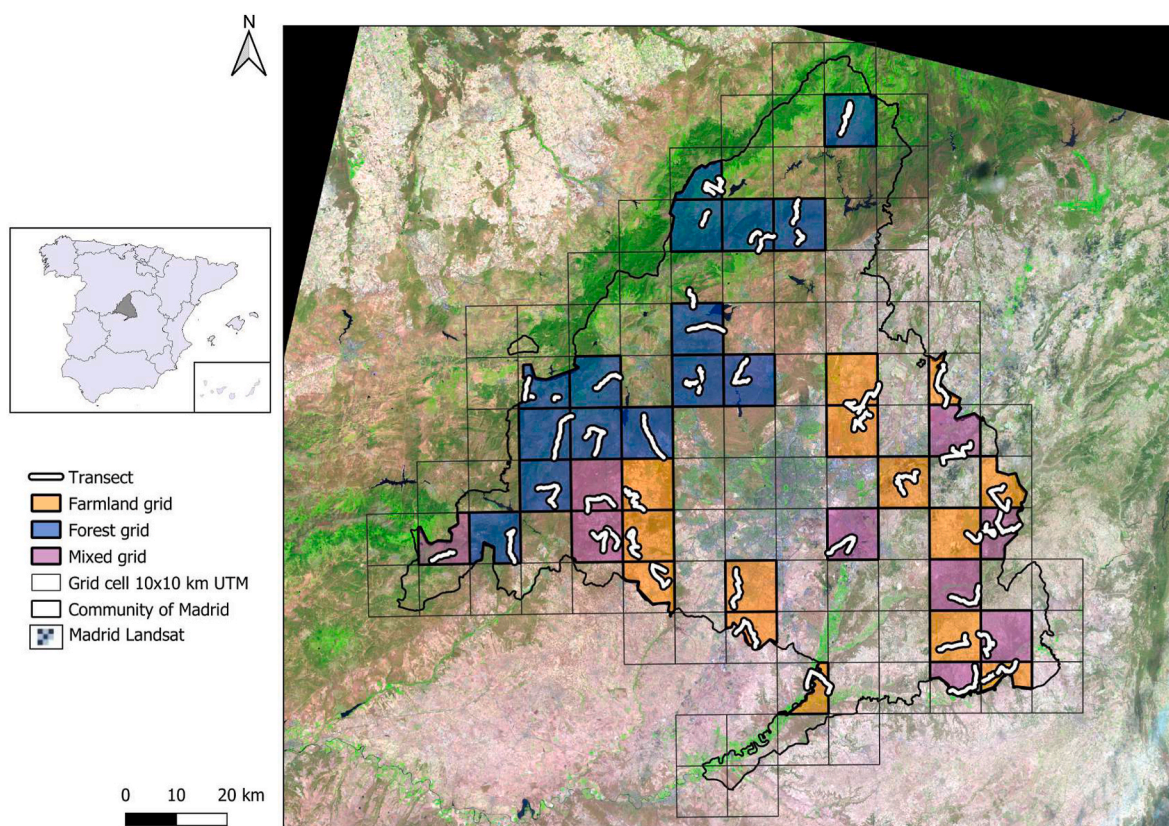 N
Transect
Farmland grid
Forest grid
Mixed grid
Grid cell 10x10 km UTM
Community of Madrid
Madrid Landsat
0 10 20 km